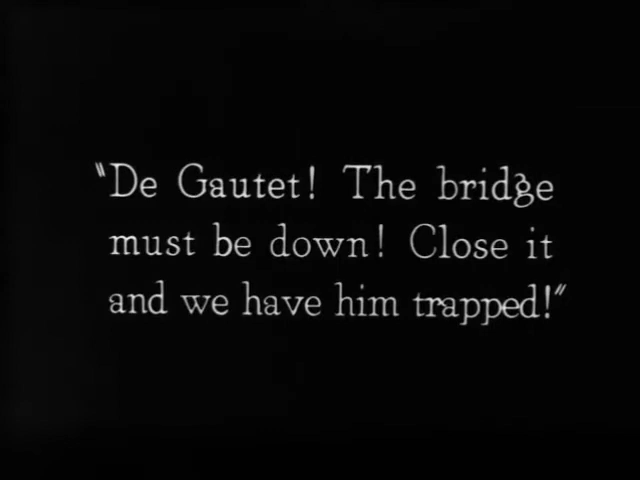 "De Gautet! The bridge
must be down! Close it
and we have him trapped!"